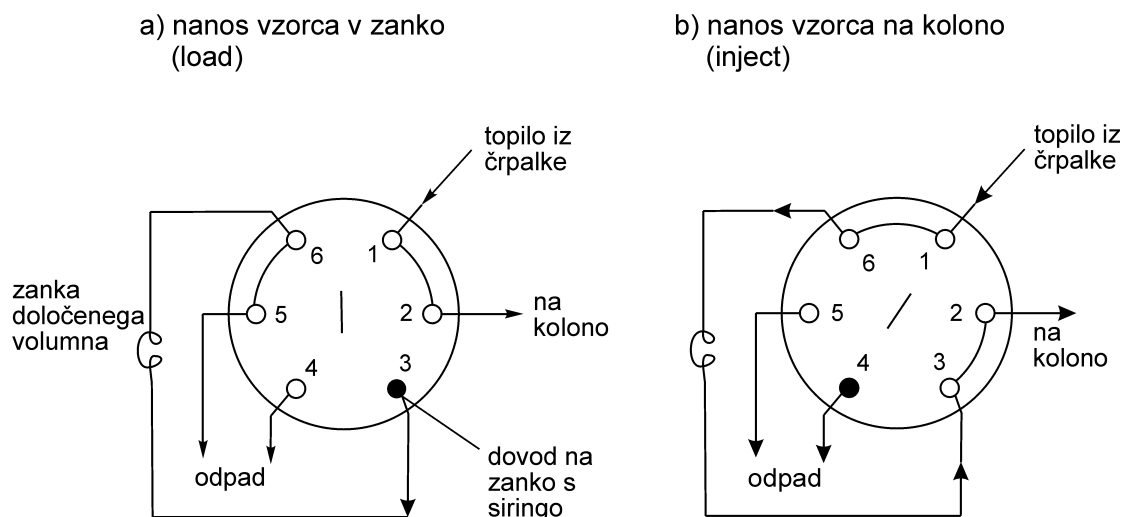 a) nanos vzorca v zanko
(load)
topilo iz
črpalke
6
1
zanka
določenega
volumna
5
2
na
kolono
4
3
odpad
dovod na
zanko s
siringo
b) nanos vzorca na kolono
(inject)
topilo iz
črpalke
6
1
5
2
na
kolono
4
3
odpad